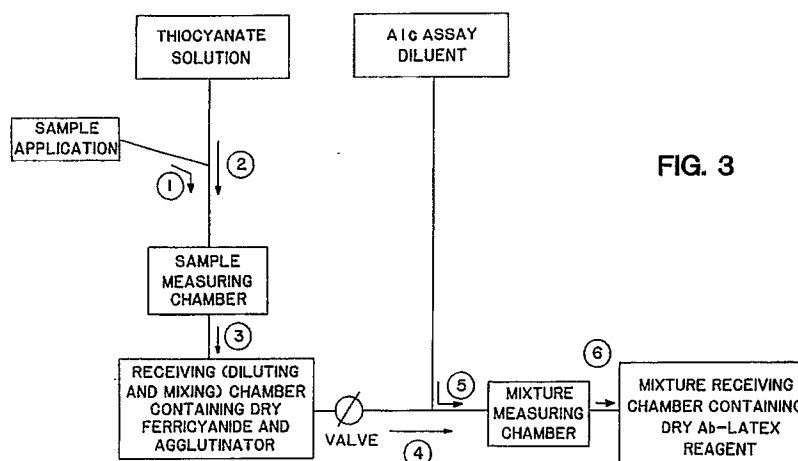 THIOCYANATE
SOLUTION
A1c ASSAY
DILUENT
SAMPLE
APPLICATION
1
2
FIG. 3
SAMPLE
MEASURING
CHAMBER
3
RECEIVING (DILUTING
AND MIXING) CHAMBER
CONTAINING DRY
FERRICYANIDE AND
AGGLUTINATOR
VALVE
4
5
MIXTURE
MEASURING
CHAMBER
6
MIXTURE RECEIVING
CHAMBER CONTAINING
DRY Ab-LATEX
REAGENT